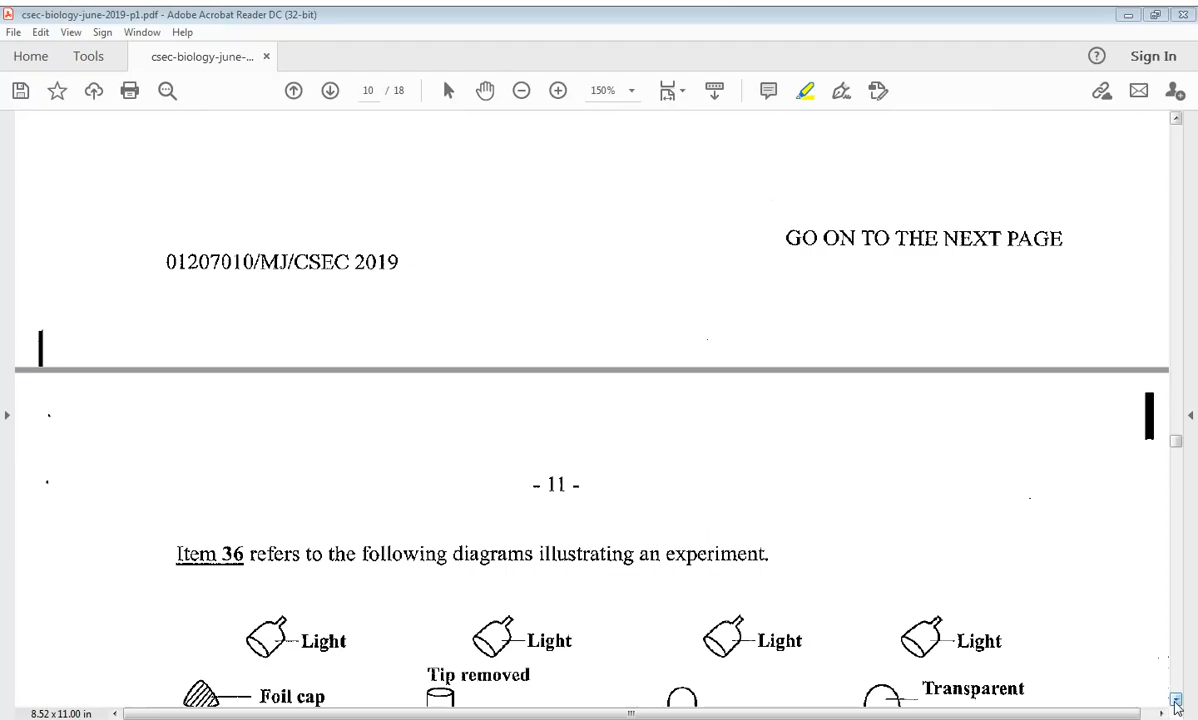 csec-biology-june-2019-p1.pdf - Adobe Acrobat Reader DC (32-bit)
File Edit View Sign Window Help
Home Tools csec-biology-june-... × Sign In
10 / 18 150%
GO ON TO THE NEXT PAGE
01207010/MJ/CSEC 2019
- 11 -
Item 36 refers to the following diagrams illustrating an experiment.
Light Light Light Light
Tip removed
Foil cap Transparent
8.52 x 11.00 in